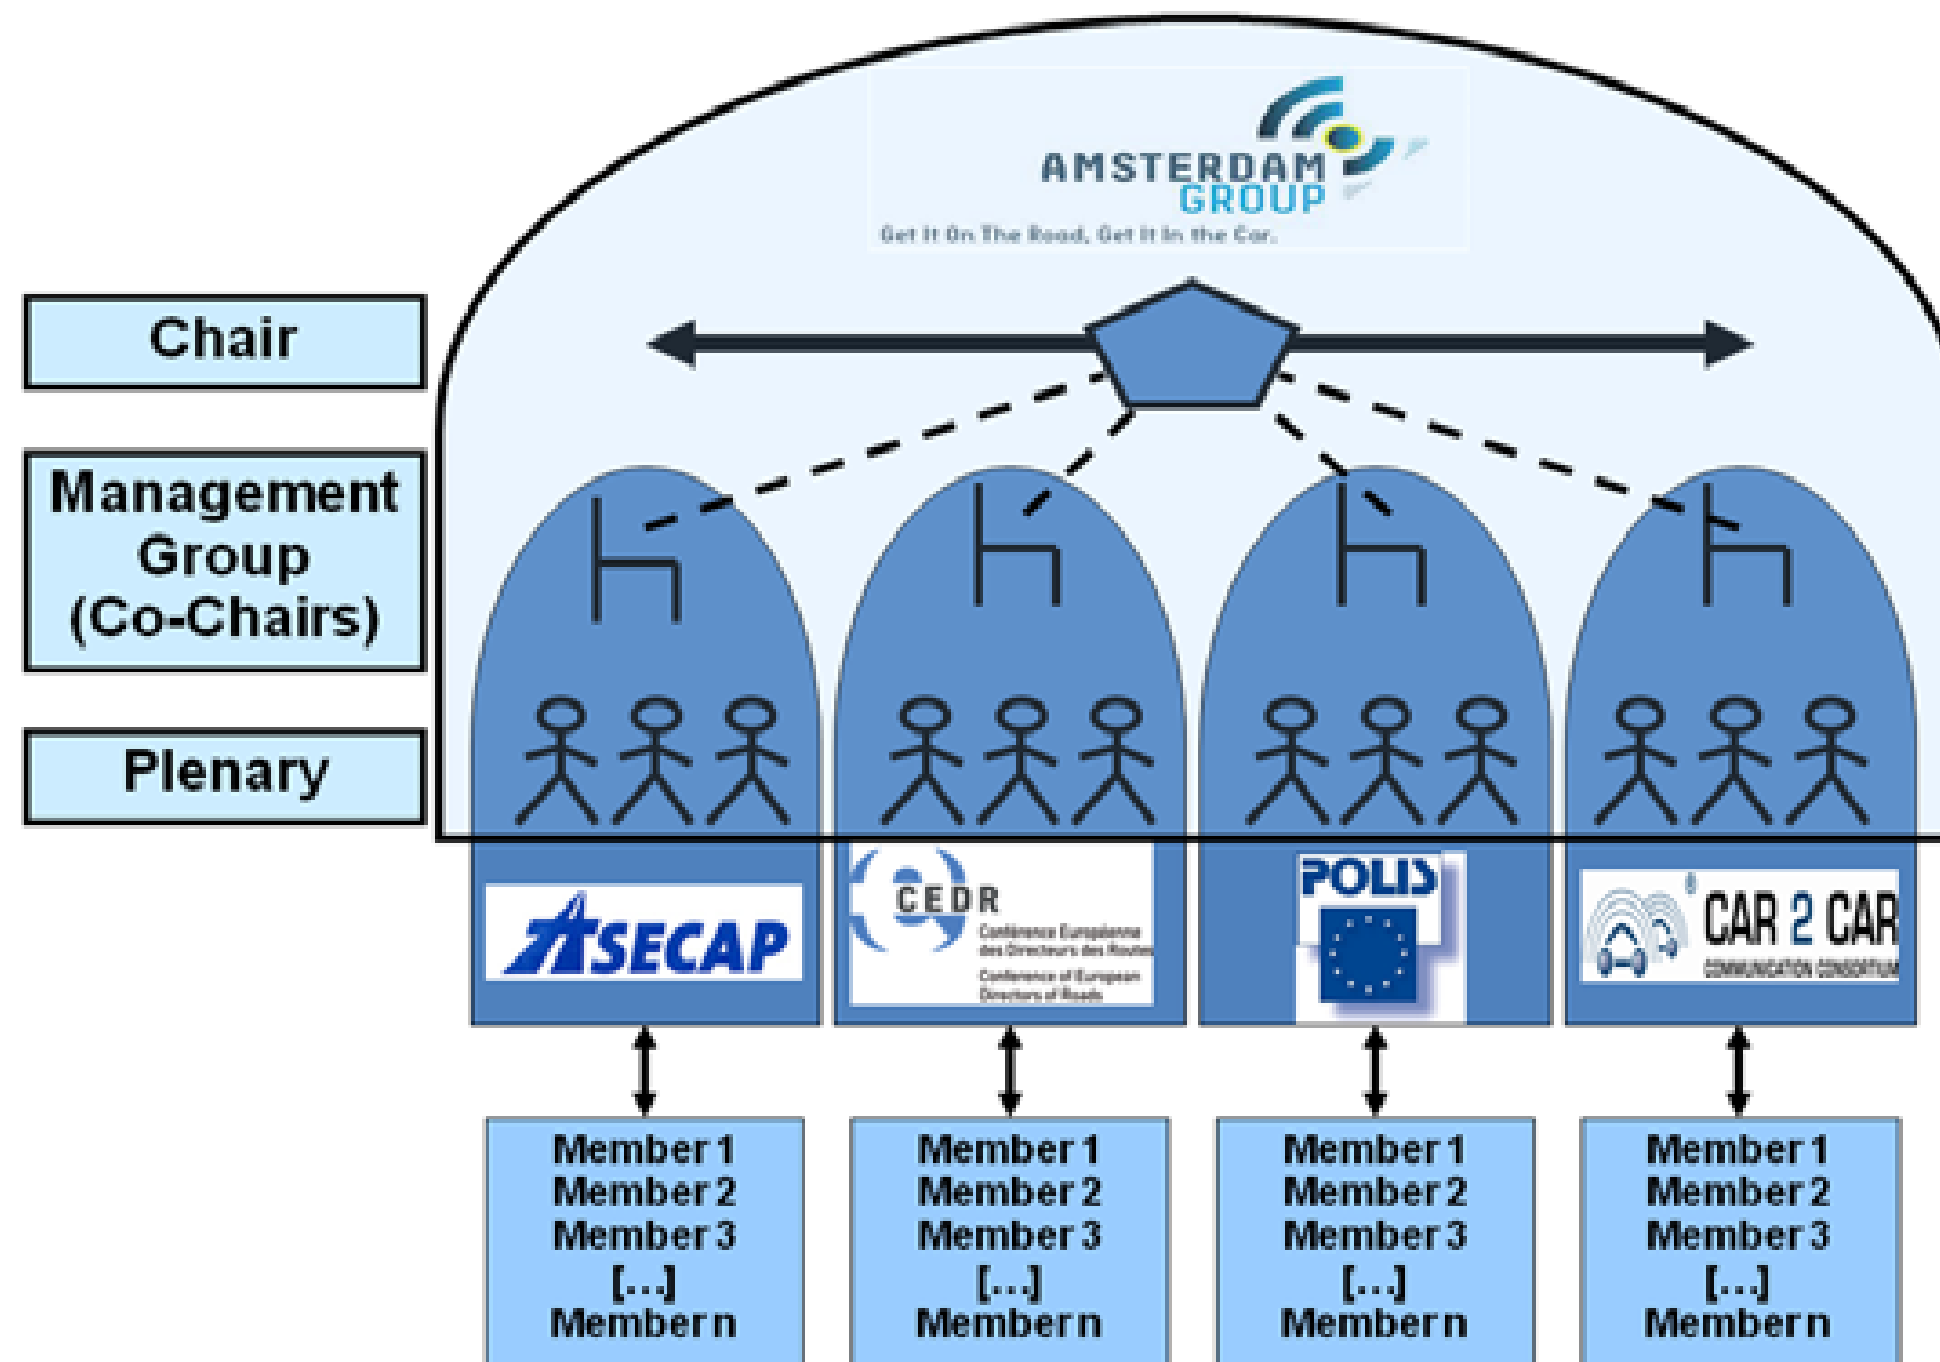 AMSTERDAM
GROUP
Get It On The Road, Get It In the Car.
Chair
Management
Group
(Co-Chairs)
Plenary
ASECAP
CEDR
Conférence Européenne
des Directeurs des Routes
Conference of European
Directors of Roads
POLIS
CAR 2 CAR
COMMUNICATION CONSORTIUM
Member 1
Member 2
Member 3
[...]
Member n
Member 1
Member 2
Member 3
[...]
Member n
Member 1
Member 2
Member 3
[...]
Member n
Member 1
Member 2
Member 3
[...]
Member n